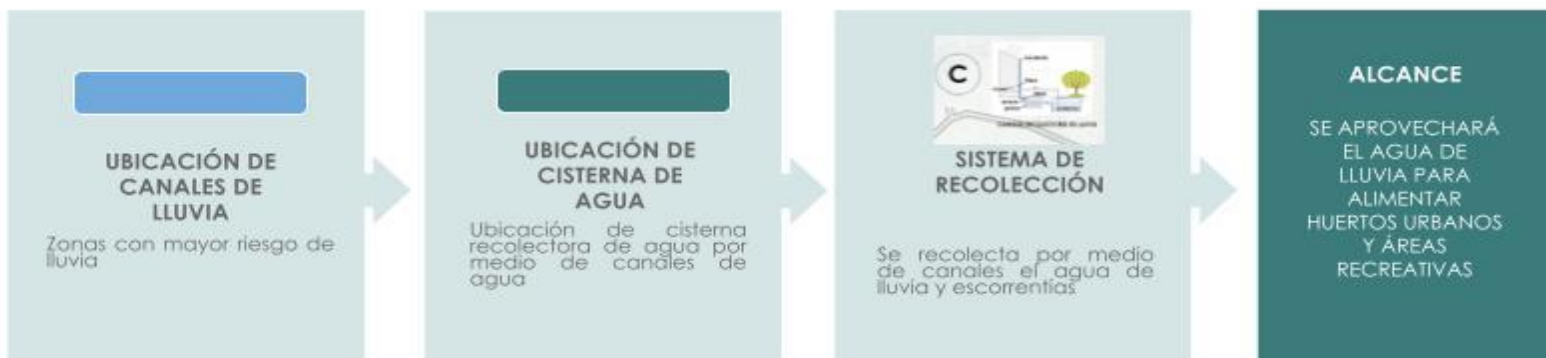 UBICACIÓN DE
CANALES DE
LLUVIA
Zonas con mayor riesgo de
lluvia
UBICACIÓN DE
CISTERNA DE
AGUA
Ubicación de cisterna
recolectora de agua por
medio de canales de
agua
C
SISTEMA DE
RECOLECCIÓN
Se recolecta por medio
de canales el agua de
lluvia y escorrentías
ALCANCE
SE APROVECHARÁ
EL AGUA DE
LLUVIA PARA
ALIMENTAR
HUERTOS URBANOS
Y ÁREAS
RECREATIVAS